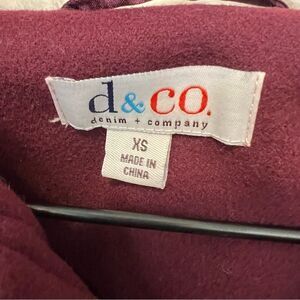 d&co.
denim + company
XS
MADE IN
CHINA